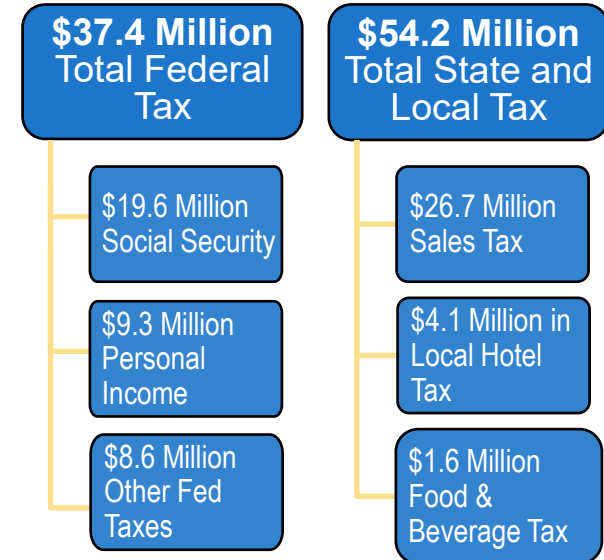 $37.4 Million
Total Federal
Tax
$19.6 Million
Social Security
$9.3 Million
Personal
Income
$8.6 Million
Other Fed
Taxes
$54.2 Million
Total State and
Local Tax
$26.7 Million
Sales Tax
$4.1 Million in
Local Hotel
Tax
$1.6 Million
Food &
Beverage Tax